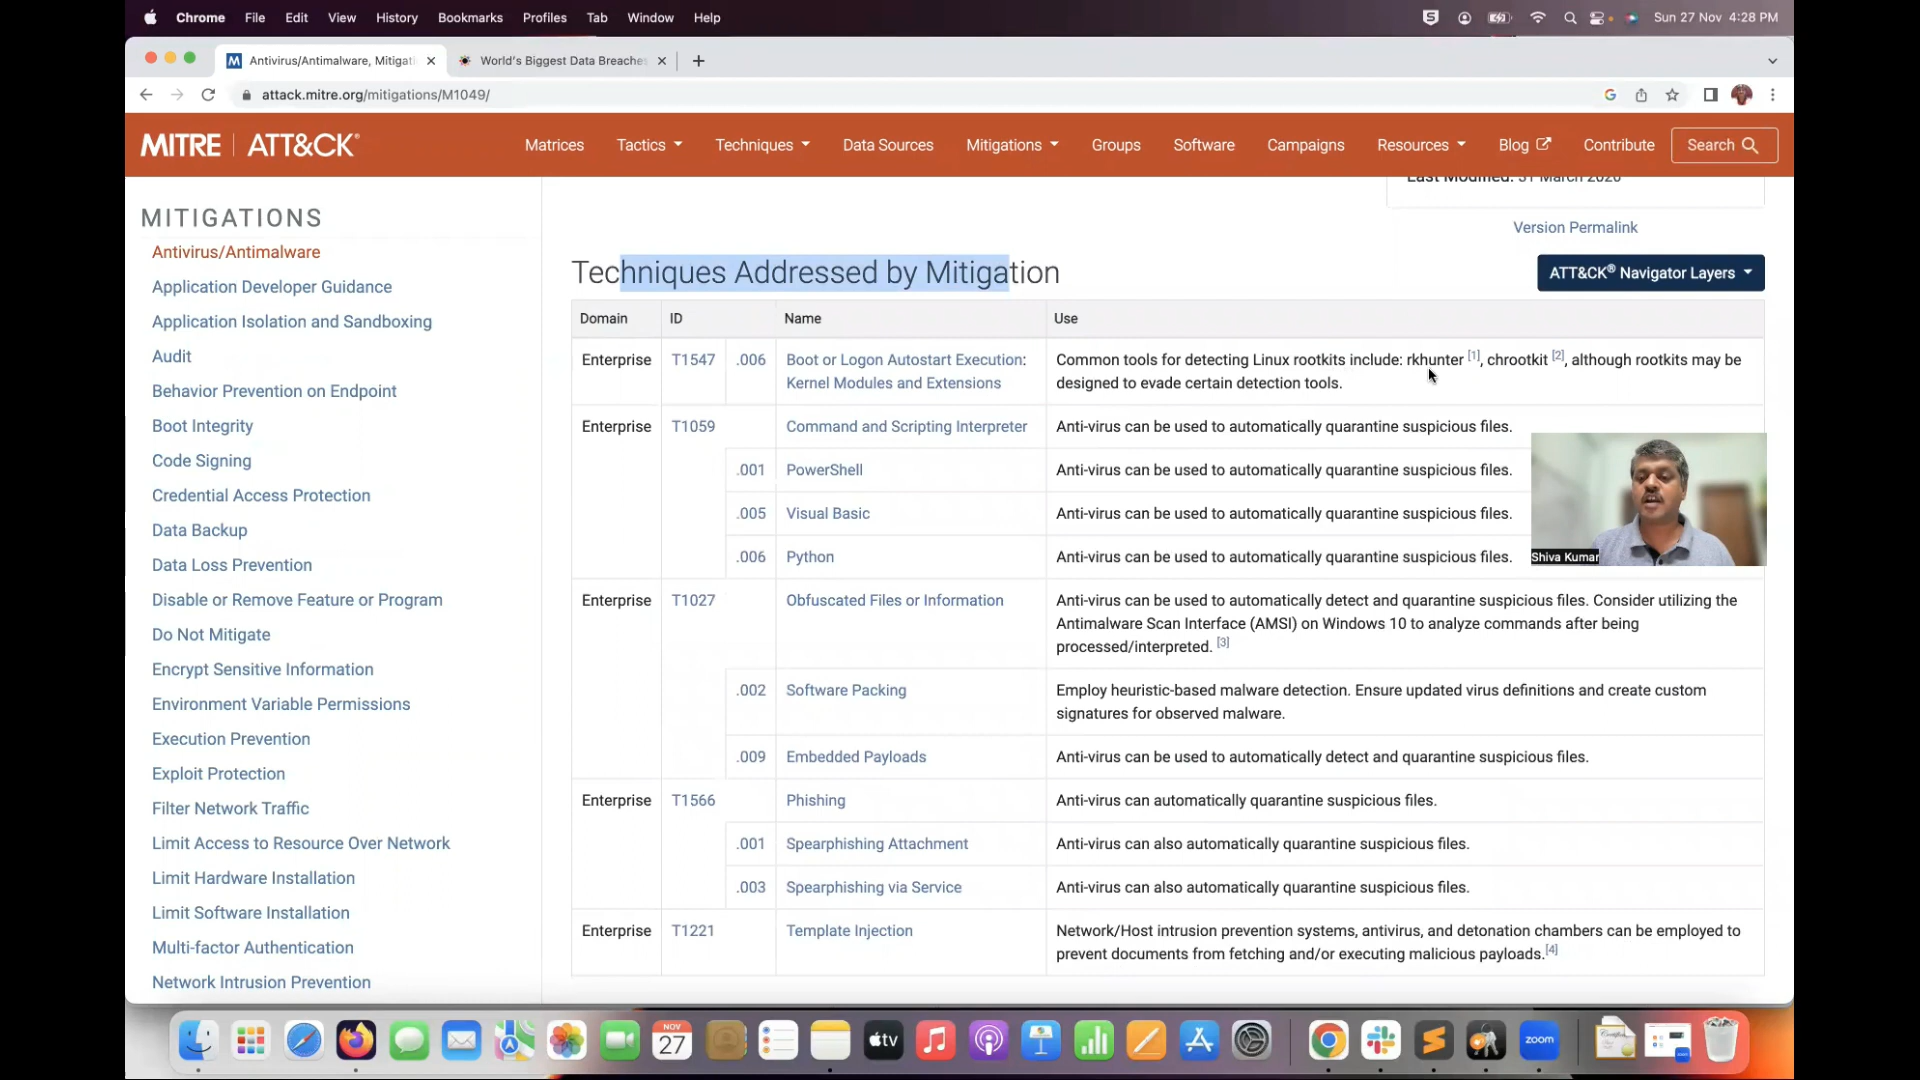 Chrome File Edit View History Bookmarks Profiles Tab Window Help Sun 27 Nov 4:28 PM
Antivirus/Antimalware, Mitigati World's Biggest Data Breaches
attack.mitre.org/mitigations/M1049/
MITRE | ATT&CK® Matrices Tactics Techniques Data Sources Mitigations Groups Software Campaigns Resources Blog Contribute Search
Last Modified: 31 March 2020
Version Permalink
MITIGATIONS
Antivirus/Antimalware
Application Developer Guidance
Application Isolation and Sandboxing
Audit
Behavior Prevention on Endpoint
Boot Integrity
Code Signing
Credential Access Protection
Data Backup
Data Loss Prevention
Disable or Remove Feature or Program
Do Not Mitigate
Encrypt Sensitive Information
Environment Variable Permissions
Execution Prevention
Exploit Protection
Filter Network Traffic
Limit Access to Resource Over Network
Limit Hardware Installation
Limit Software Installation
Multi-factor Authentication
Network Intrusion Prevention
Techniques Addressed by Mitigation
ATT&CK® Navigator Layers
Domain ID Name Use
Enterprise T1547 .006 Boot or Logon Autostart Execution: Common tools for detecting Linux rootkits include: rkhunter [1], chrootkit [2], although rootkits may be
Kernel Modules and Extensions designed to evade certain detection tools.
Enterprise T1059 Command and Scripting Interpreter Anti-virus can be used to automatically quarantine suspicious files.
.001 PowerShell Anti-virus can be used to automatically quarantine suspicious files.
.005 Visual Basic Anti-virus can be used to automatically quarantine suspicious files.
.006 Python Anti-virus can be used to automatically quarantine suspicious files.
Shiva Kumar
Enterprise T1027 Obfuscated Files or Information Anti-virus can be used to automatically detect and quarantine suspicious files. Consider utilizing the
Antimalware Scan Interface (AMSI) on Windows 10 to analyze commands after being
processed/interpreted. [3]
.002 Software Packing Employ heuristic-based malware detection. Ensure updated virus definitions and create custom
signatures for observed malware.
.009 Embedded Payloads Anti-virus can be used to automatically detect and quarantine suspicious files.
Enterprise T1566 Phishing Anti-virus can automatically quarantine suspicious files.
.001 Spearphishing Attachment Anti-virus can also automatically quarantine suspicious files.
.003 Spearphishing via Service Anti-virus can also automatically quarantine suspicious files.
Enterprise T1221 Template Injection Network/Host intrusion prevention systems, antivirus, and detonation chambers can be employed to
prevent documents from fetching and/or executing malicious payloads.[4]
NOV
27
tv
zoom